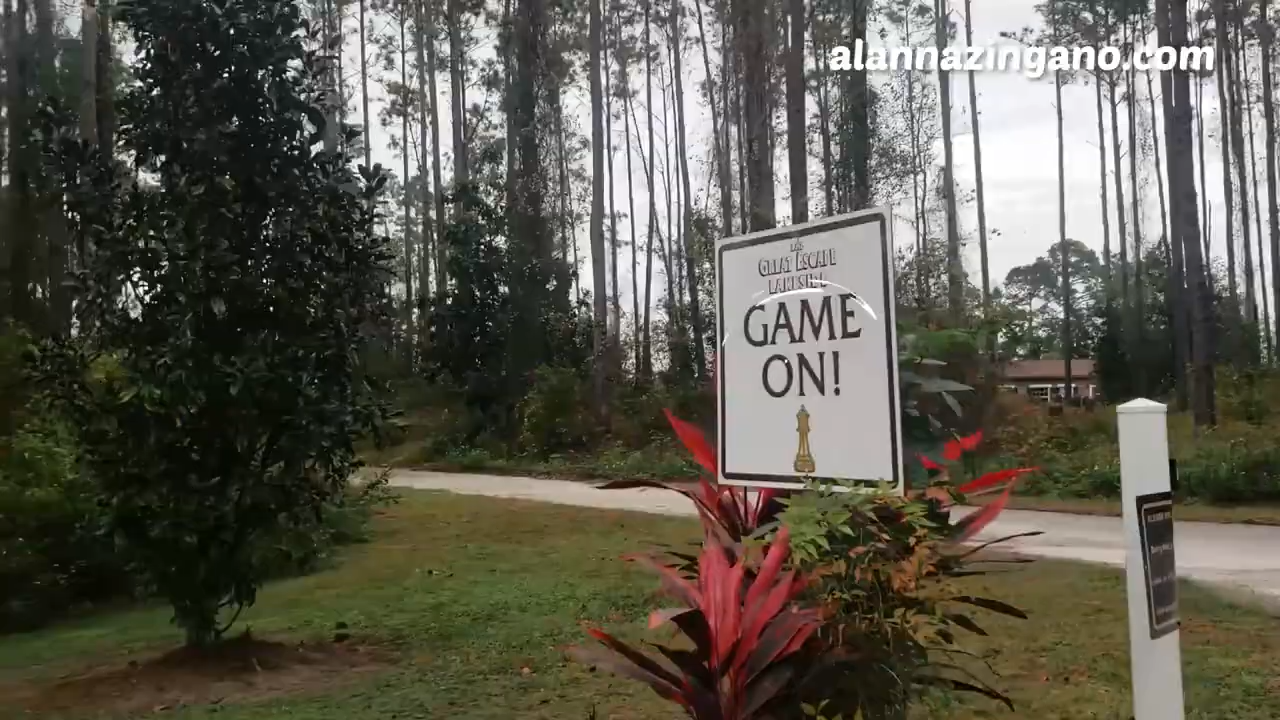 alannazingano.com
THE
GREAT ESCAPE
LAKESIDE
GAME
ON!